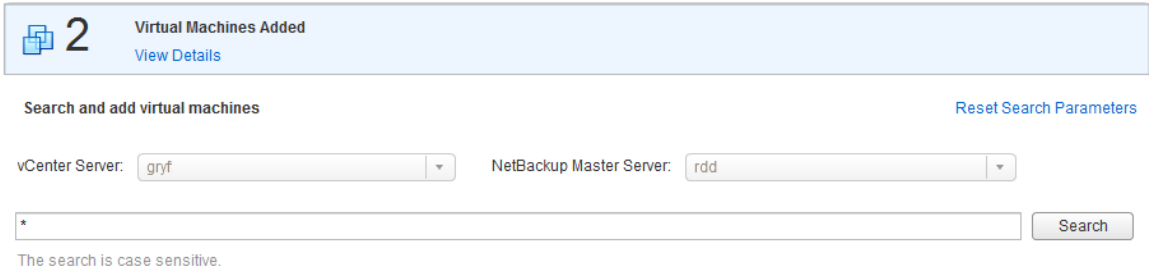 2 Virtual Machines Added
View Details
Search and add virtual machines Reset Search Parameters
vCenter Server: gryf NetBackup Master Server: rdd
* Search
The search is case sensitive.